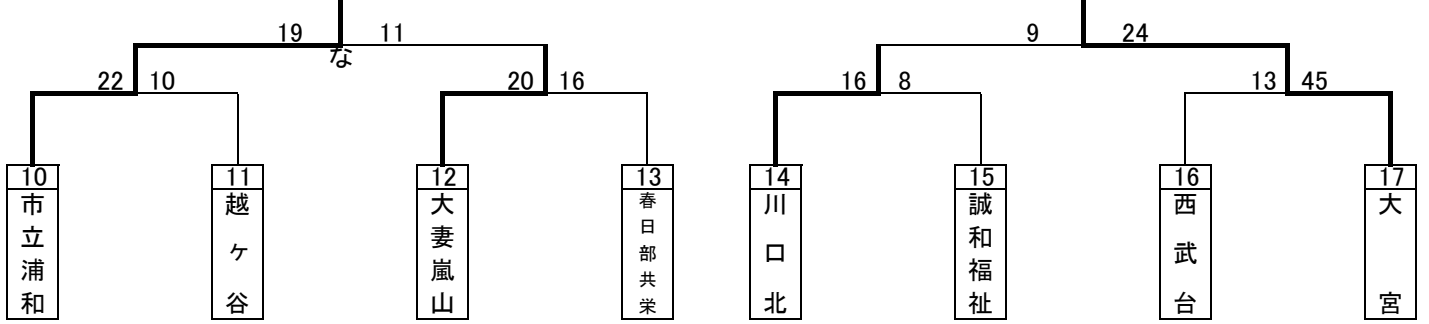 19 11
な
9 24
22 10
20 16
16 8
13 45
10
市立浦和
11
越ヶ谷
12
大妻嵐山
13
春日部共栄
14
川口北
15
誠和福祉
16
西武台
17
大宮